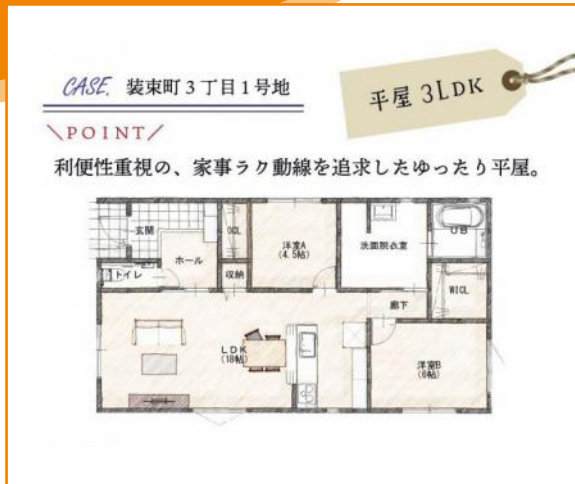 CASE. 装束町3丁目1号地
平屋 3LDK
＼POINT／
利便性重視の、家事ラク動線を追求したゆったり平屋。
玄関
ホール
トイレ
CL
収納
洋室A
(4.5帖)
洗面脱衣室
UB
WICL
廊下
LDK
(18帖)
洋室B
(6帖)